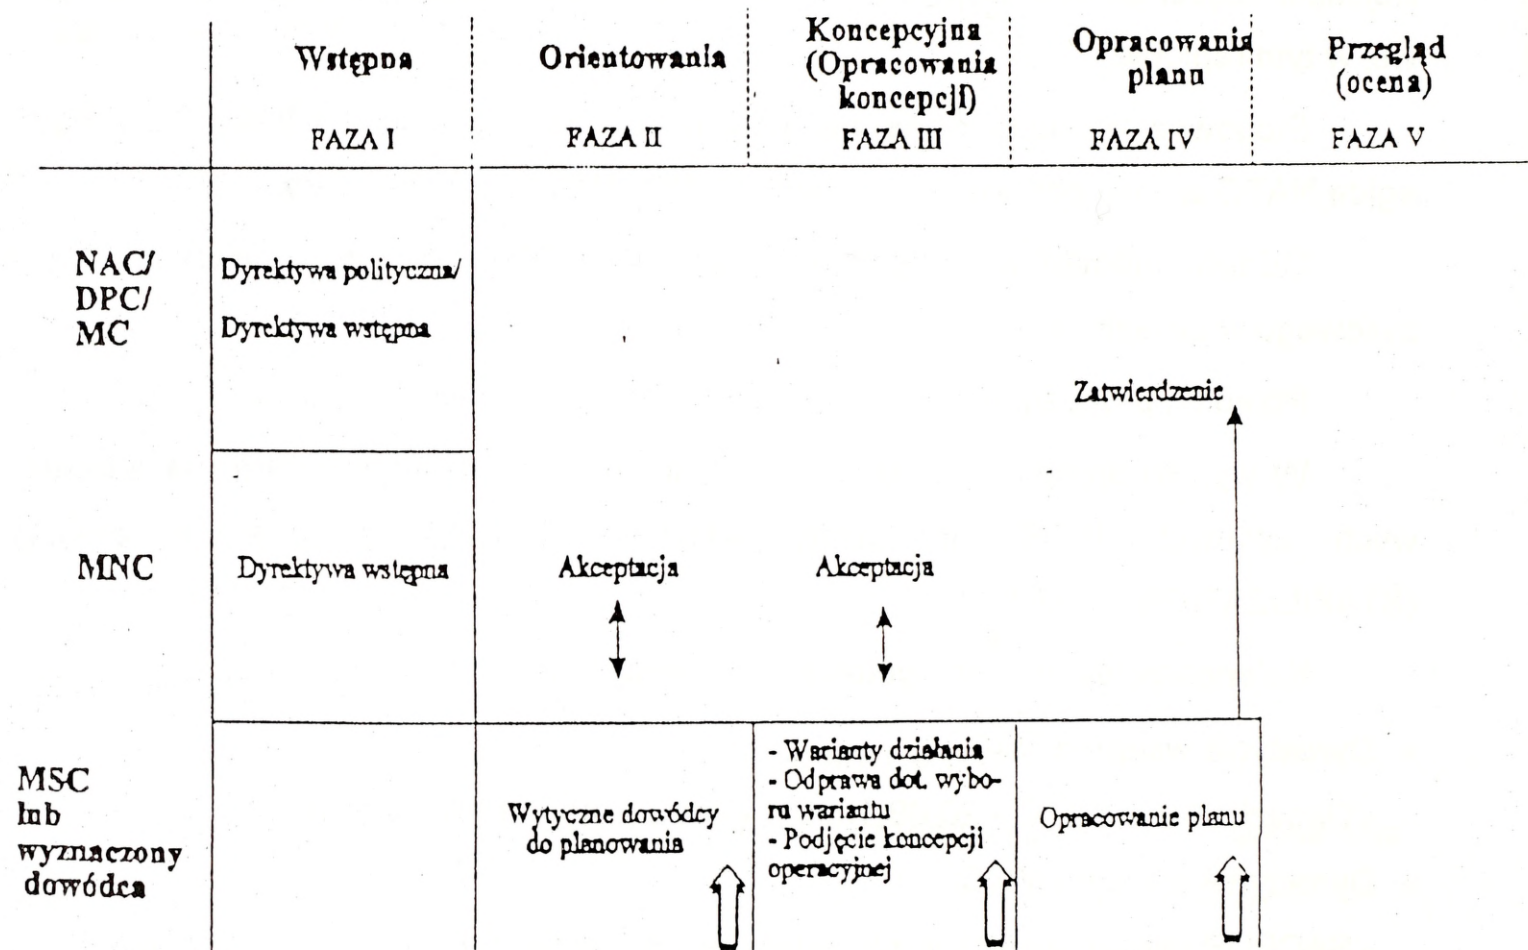 Wstępna
FAZA I
Orientowania
FAZA II
Koncepcyjna
(Opracowania
koncepcji)
FAZA III
Opracowania
planu
FAZA IV
Przegląd
(ocena)
FAZA V
NAC/
DPC/
MC
Dyrektywa polityczna/
Dyrektywa wstępna
Zatwierdzenie
MNC
Dyrektywa wstępna
Akceptacja
Akceptacja
MSC
lub
wyznaczony
dowódca
Wytyczne dowódcy
do planowania
- Warianty działania
- Odprawa dot. wybo-
ru wariantu
- Podjęcie koncepcji
operacyjnej
Opracowanie planu